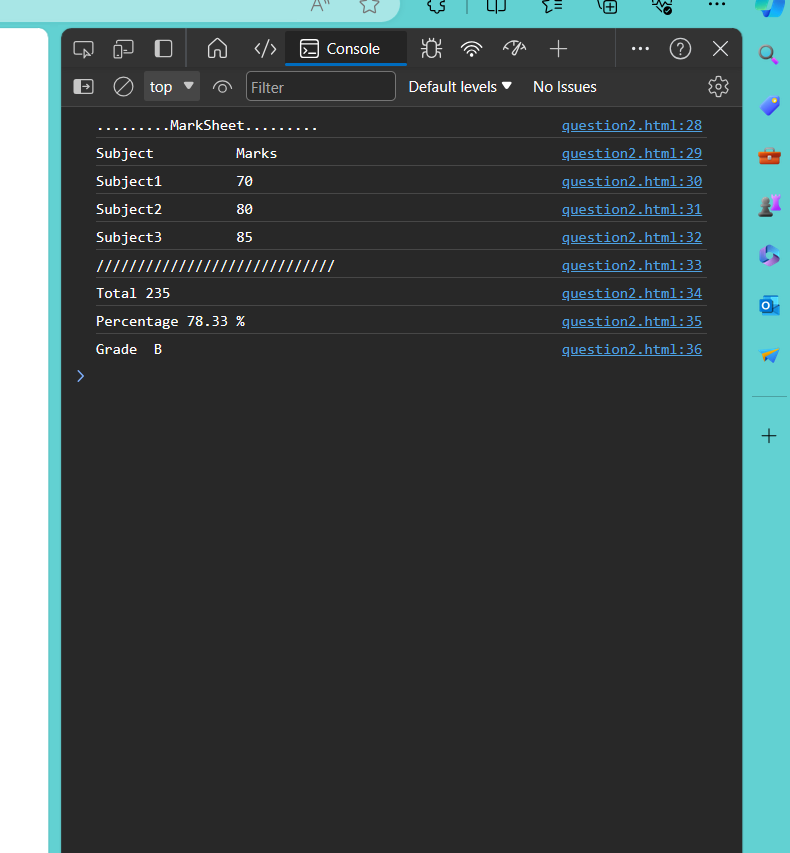 Console
top
Filter
Default levels
No Issues
.........MarkSheet......... question2.html:28
Subject Marks question2.html:29
Subject1 70 question2.html:30
Subject2 80 question2.html:31
Subject3 85 question2.html:32
///////////////////////////// question2.html:33
Total 235 question2.html:34
Percentage 78.33 % question2.html:35
Grade B question2.html:36